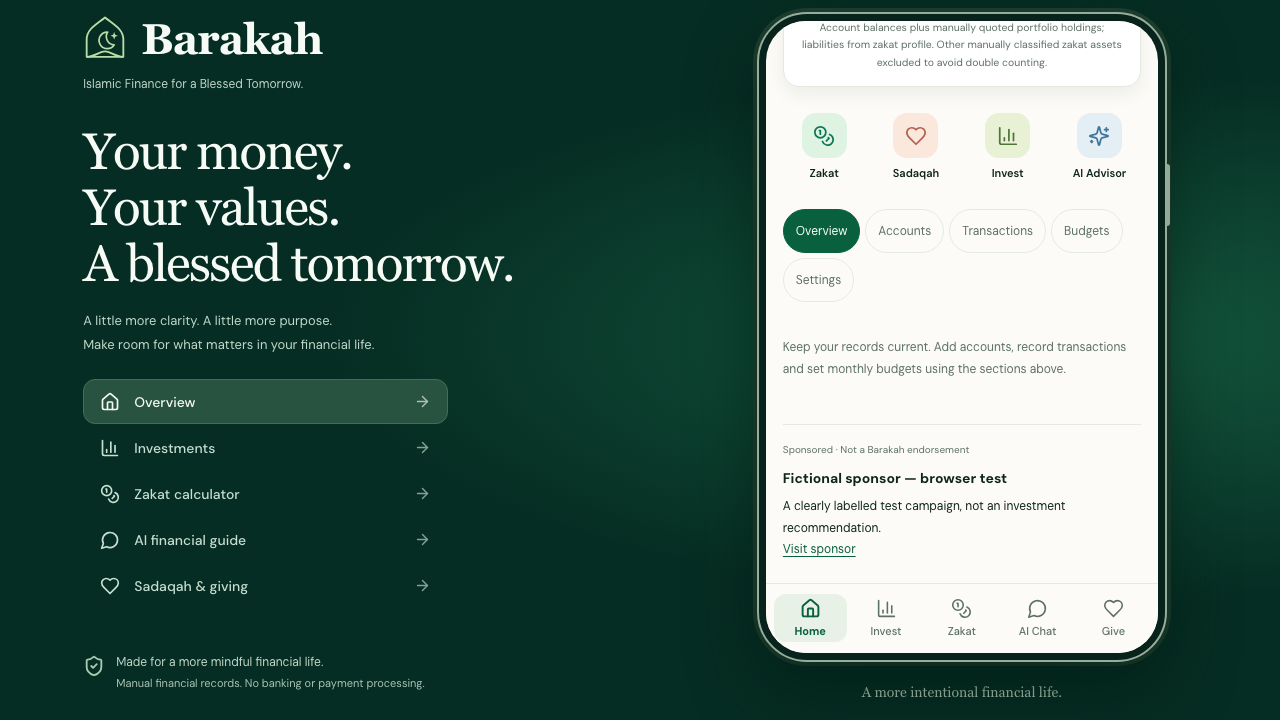 Barakah
Islamic Finance for a Blessed Tomorrow.
Your money.
Your values.
A blessed tomorrow.
A little more clarity. A little more purpose.
Make room for what matters in your financial life.
Overview
Investments
Zakat calculator
AI financial guide
Sadaqah & giving
Made for a more mindful financial life.
Manual financial records. No banking or payment processing.
Account balances plus manually quoted portfolio holdings;
liabilities from zakat profile. Other manually classified zakat assets
excluded to avoid double counting.
Zakat
Sadaqah
Invest
AI Advisor
Overview
Accounts
Transactions
Budgets
Settings
Keep your records current. Add accounts, record transactions
and set monthly budgets using the sections above.
Sponsored · Not a Barakah endorsement
Fictional sponsor — browser test
A clearly labelled test campaign, not an investment
recommendation.
Visit sponsor
Home
Invest
Zakat
AI Chat
Give
A more intentional financial life.